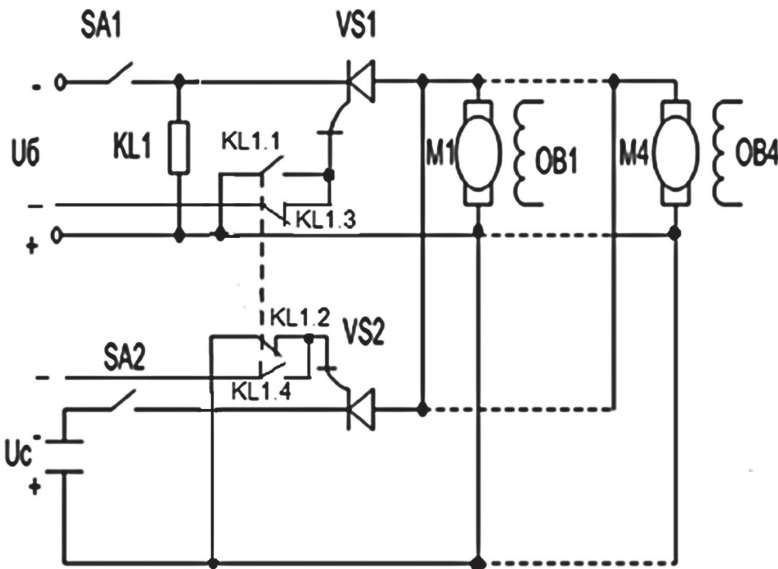 SA1
VS1
-
Uб
KL1
KL1.1
M1
OB1
M4
OB4
–
KL1.3
+
KL1.2
VS2
SA2
–
KL1.4
-
Uc
+